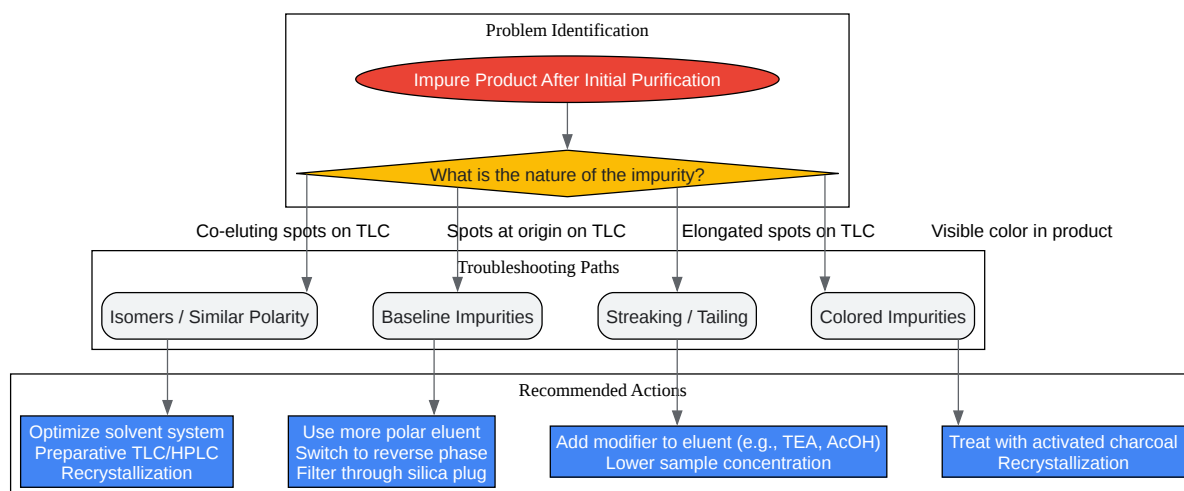 Problem Identification
Impure Product After Initial Purification
What is the nature of the impurity?
Co-eluting spots on TLC
Spots at origin on TLC
Elongated spots on TLC
Visible color in product
Troubleshooting Paths
Isomers / Similar Polarity
Baseline Impurities
Streaking / Tailing
Colored Impurities
Recommended Actions
Optimize solvent system
Preparative TLC/HPLC
Recrystallization
Use more polar eluent
Switch to reverse phase
Filter through silica plug
Add modifier to eluent (e.g., TEA, AcOH)
Lower sample concentration
Treat with activated charcoal
Recrystallization